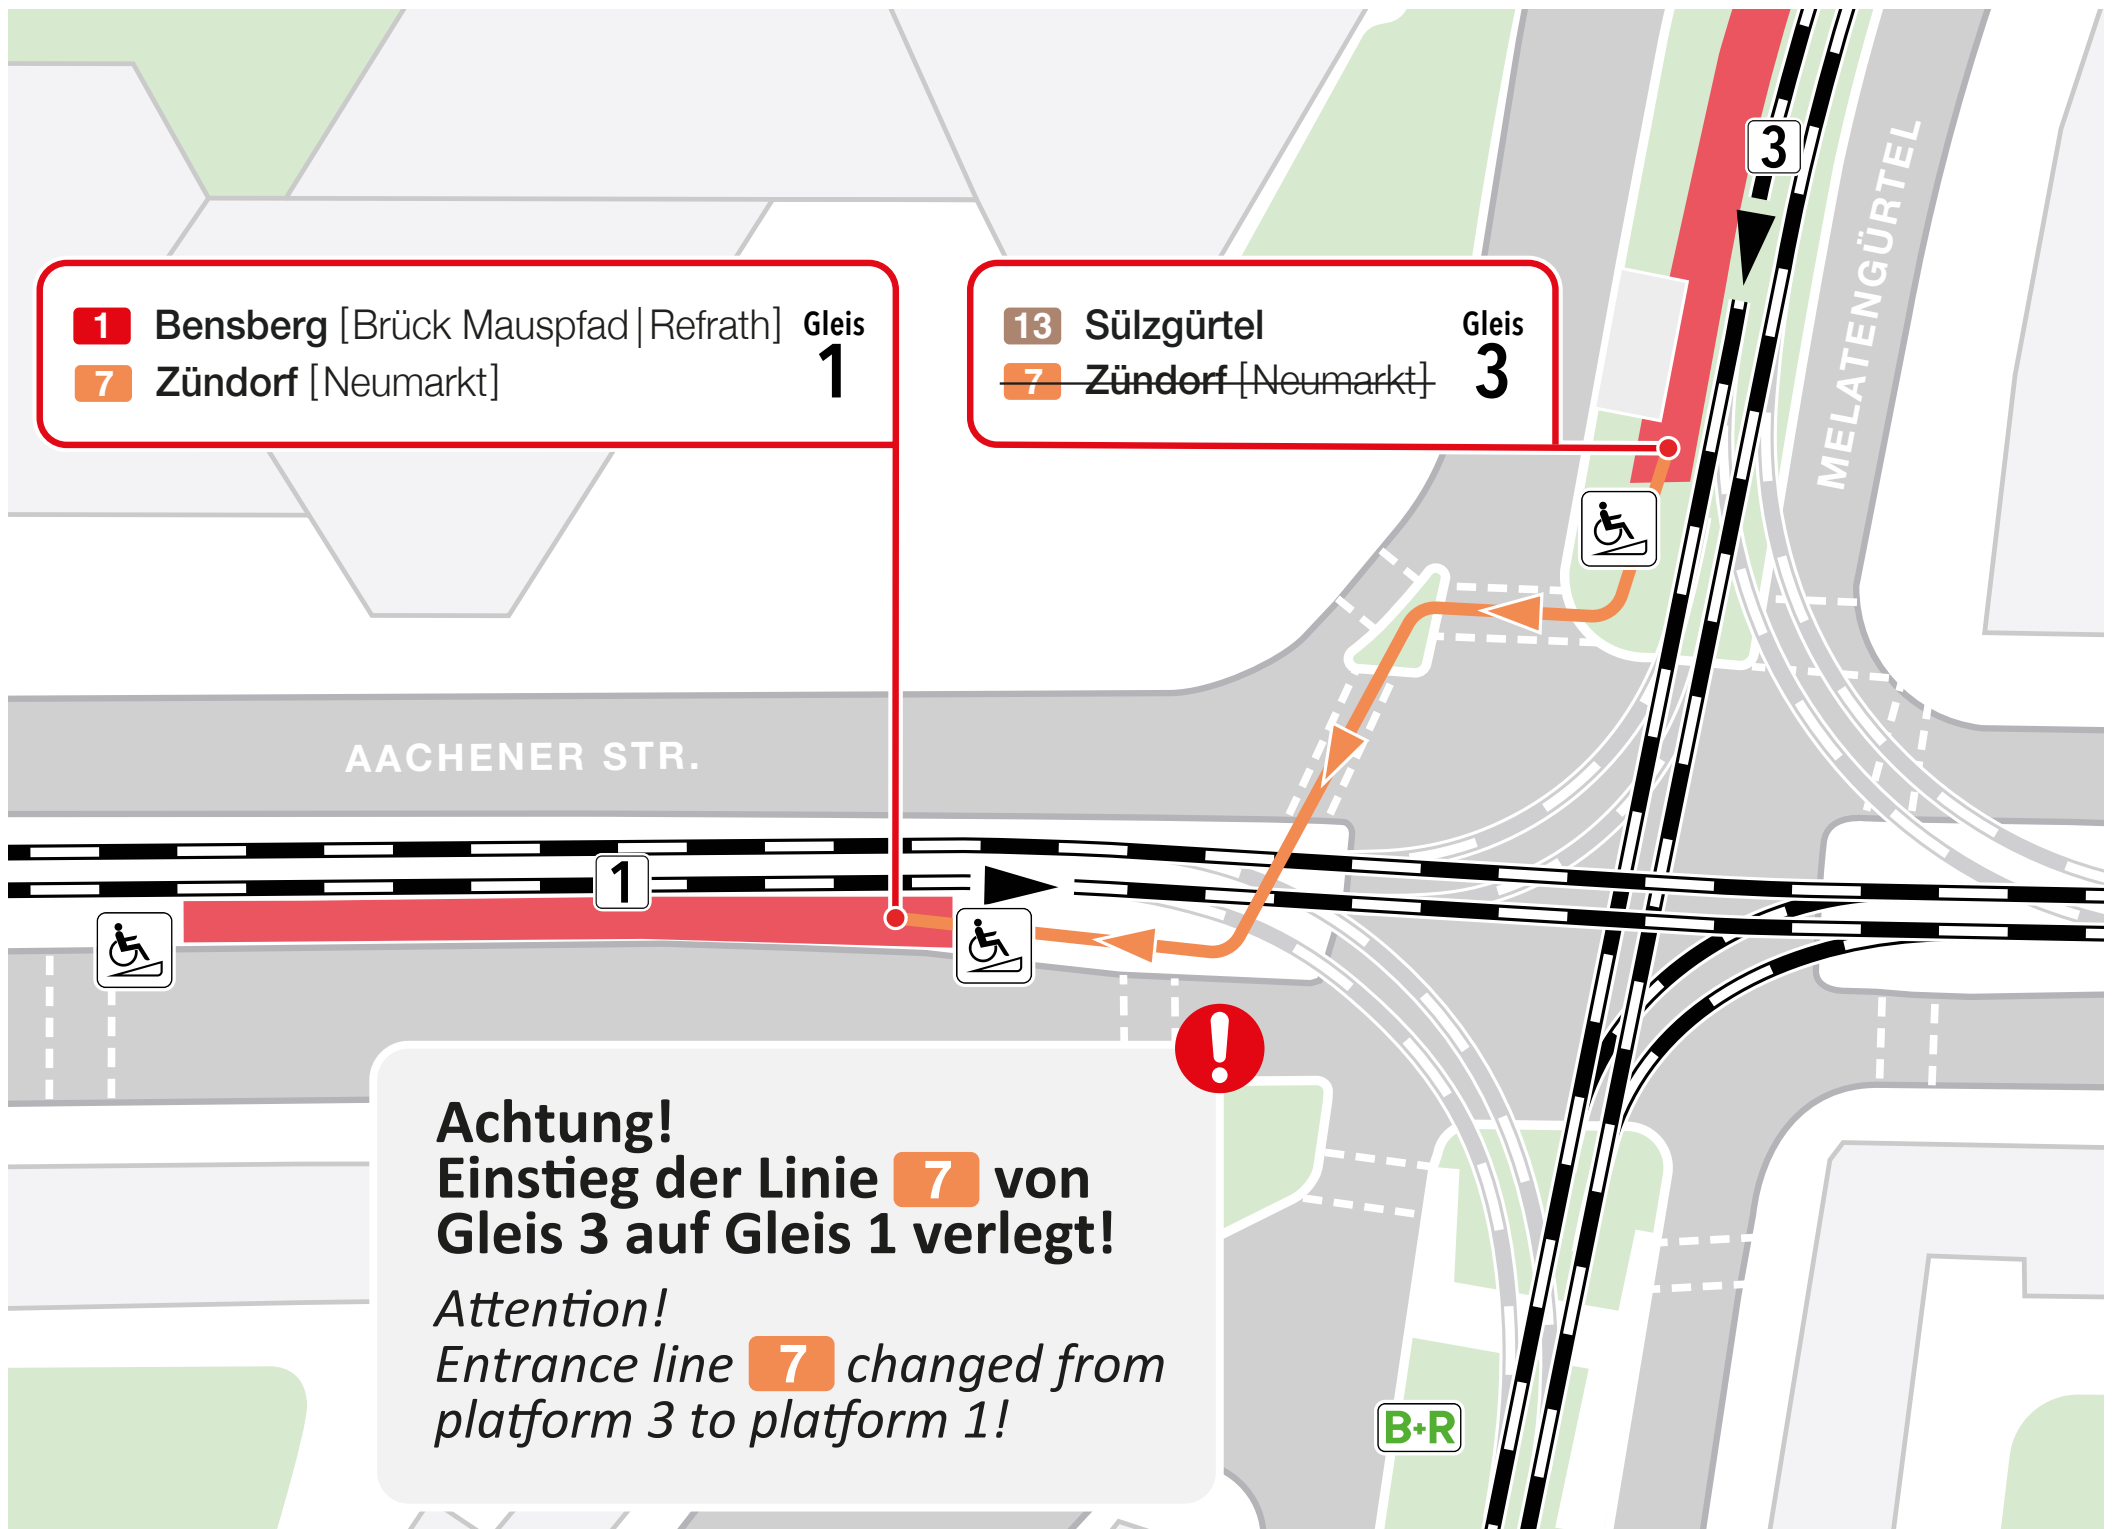 3
MELATENGÜRTEL
1 Bensberg [Brück Mauspfad|Refrath] Gleis 1
7 Zündorf [Neumarkt]
13 Sülzgürtel Gleis 3
7 Zündorf [Neumarkt]
AACHENER STR.
1
!
Achtung!
Einstieg der Linie 7 von
Gleis 3 auf Gleis 1 verlegt!
Attention!
Entrance line 7 changed from
platform 3 to platform 1!
B+R